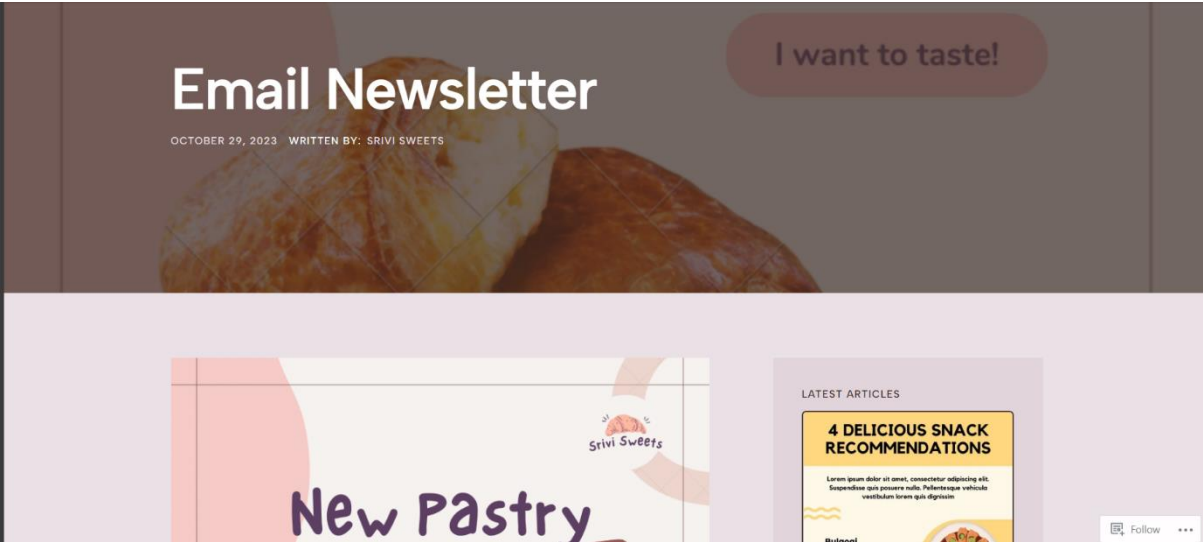 I want to taste!
Email Newsletter
OCTOBER 29, 2023 WRITTEN BY: SRIVI SWEETS
Srivi Sweets
New Pastry
LATEST ARTICLES
4 DELICIOUS SNACK
RECOMMENDATIONS
Lorem ipsum dolor sit amet, consectetur adipiscing elit.
Suspendisse quis posuere nulla. Pellentesque vehicula
vestibulum lorem quis dignissim
Bulgogi
Follow